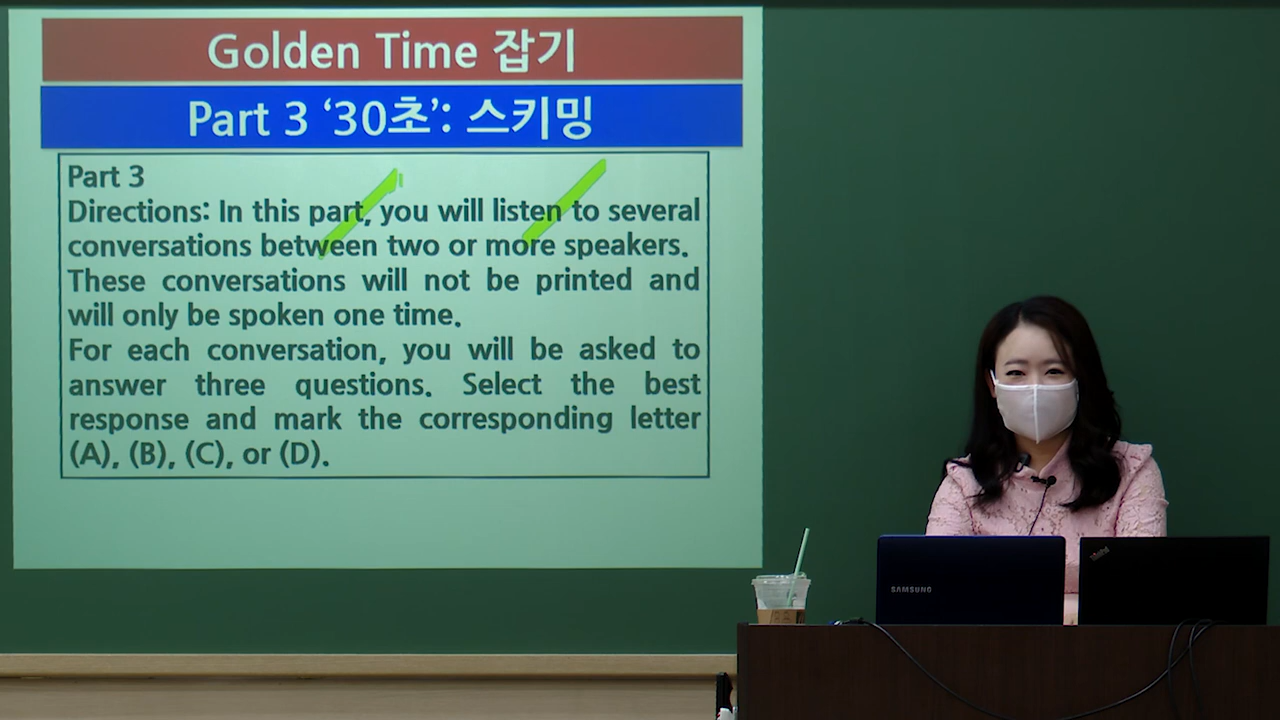 Golden Time 잡기
Part 3 ‘30초’: 스키밍
Part 3
Directions: In this part, you will listen to several
conversations between two or more speakers.
These conversations will not be printed and
will only be spoken one time.
For each conversation, you will be asked to
answer three questions. Select the best
response and mark the corresponding letter
(A), (B), (C), or (D).
SAMSUNG
ThinkPad